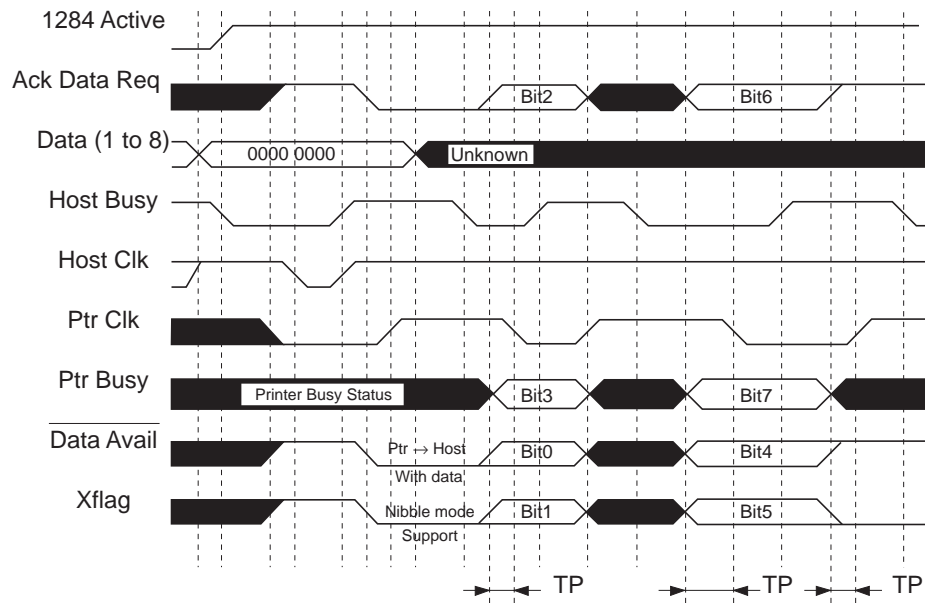 1284 Active
Ack Data Req
Bit2
Bit6
Data (1 to 8)
0000 0000
Unknown
Host Busy
Host Clk
Ptr Clk
Ptr Busy
Printer Busy Status
Bit3
Bit7
Data Avail
Ptr → Host
With data
Bit0
Bit4
Xflag
Nibble mode
Support
Bit1
Bit5
TP
TP
TP